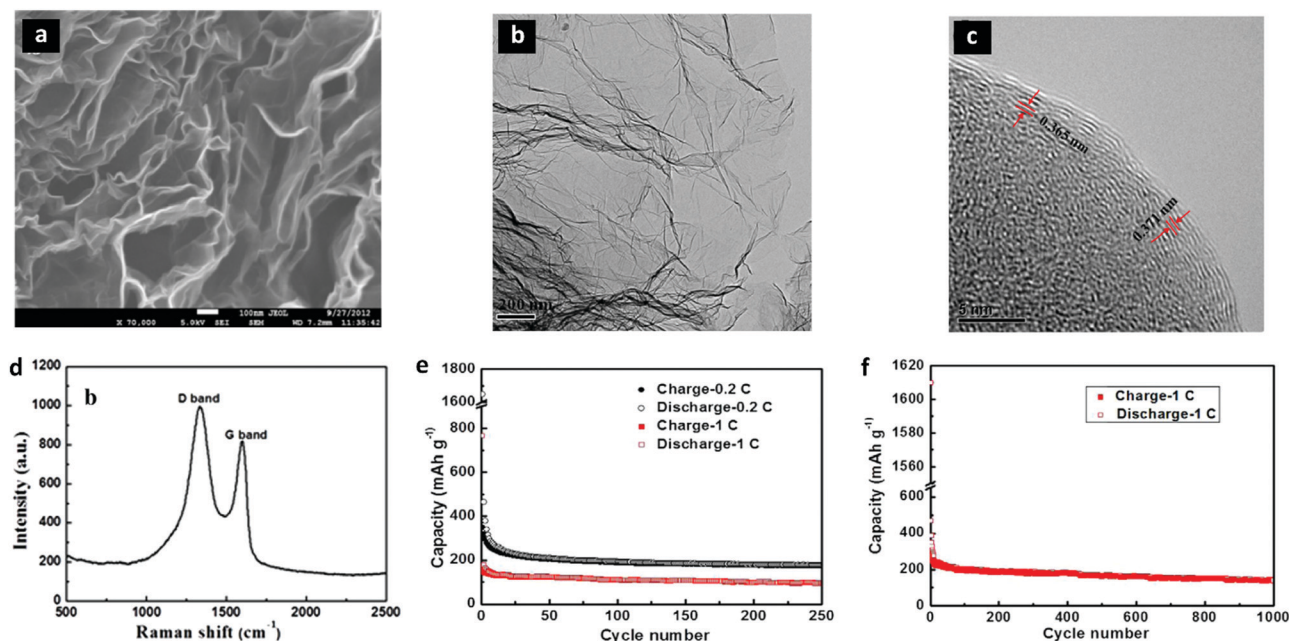 a
100nm JEOL 9/27/2012
X 70,000 5.0kV SEI SEM WD 7.2mm 11:35:42
b
200 nm
c
0.365 nm
0.371 nm
5 nm
d
b
D band
G band
Intensity (a.u.)
1200
1000
800
600
400
200
0
500
1000
1500
2000
2500
Raman shift (cm⁻¹)
e
Charge-0.2 C
Discharge-0.2 C
Charge-1 C
Discharge-1 C
Capacity (mAh g⁻¹)
1800
1600
800
600
400
200
0
0
50
100
150
200
250
Cycle number
f
Charge-1 C
Discharge-1 C
Capacity (mAh g⁻¹)
1620
1600
1580
1560
600
400
200
0
0
200
400
600
800
1000
Cycle number